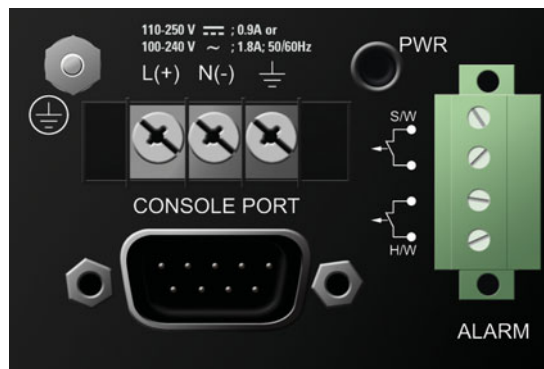 110-250 V ⎓ ; 0.9A or
100-240 V ~ ; 1.8A; 50/60Hz
L(+) N(-)
PWR
S/W
CONSOLE PORT
H/W
ALARM